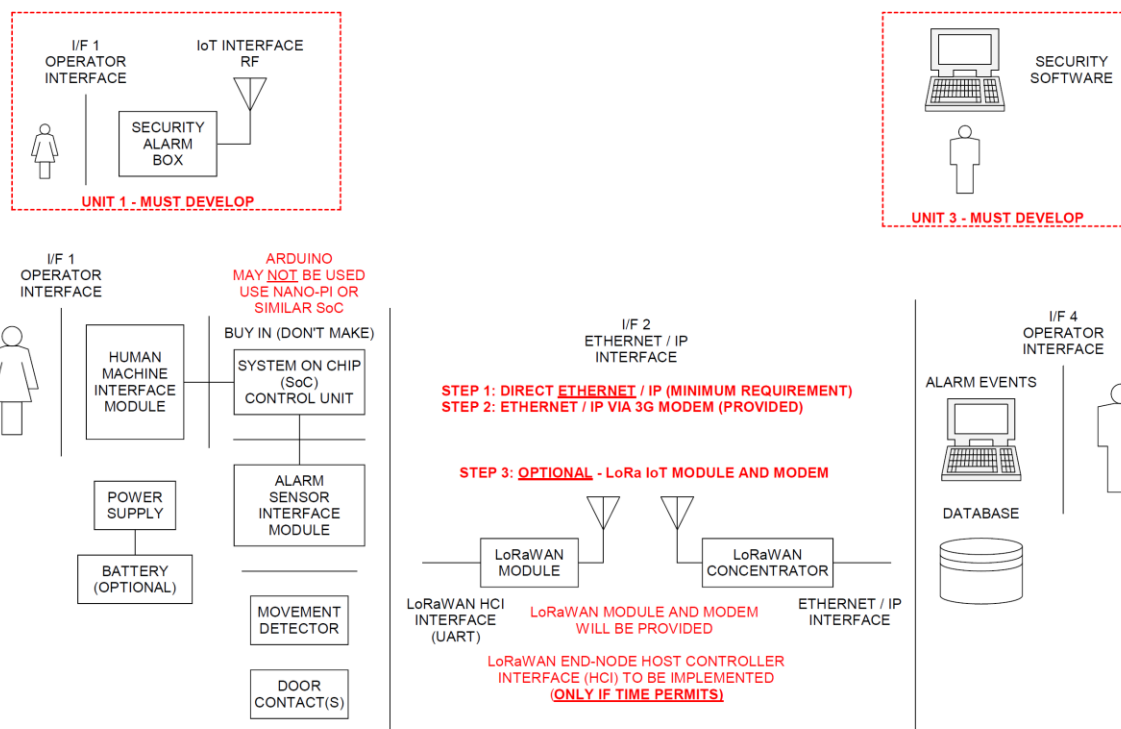 I/F 1
OPERATOR
INTERFACE
IoT INTERFACE
RF
SECURITY
ALARM
BOX
UNIT 1 - MUST DEVELOP
SECURITY
SOFTWARE
UNIT 3 - MUST DEVELOP
I/F 1
OPERATOR
INTERFACE
HUMAN
MACHINE
INTERFACE
MODULE
POWER
SUPPLY
BATTERY
(OPTIONAL)
ARDUINO
MAY NOT BE USED
USE NANO-PI OR
SIMILAR SoC
BUY IN (DON'T MAKE)
SYSTEM ON CHIP
(SoC)
CONTROL UNIT
ALARM
SENSOR
INTERFACE
MODULE
MOVEMENT
DETECTOR
DOOR
CONTACT(S)
I/F 2
ETHERNET / IP
INTERFACE
STEP 1: DIRECT ETHERNET / IP (MINIMUM REQUIREMENT)
STEP 2: ETHERNET / IP VIA 3G MODEM (PROVIDED)
STEP 3: OPTIONAL - LoRa IoT MODULE AND MODEM
LoRaWAN
MODULE
LoRaWAN
CONCENTRATOR
LoRaWAN HCI
INTERFACE
(UART)
LoRaWAN MODULE AND MODEM
WILL BE PROVIDED
ETHERNET / IP
INTERFACE
LoRaWAN END-NODE HOST CONTROLLER
INTERFACE (HCI) TO BE IMPLEMENTED
(ONLY IF TIME PERMITS)
I/F 4
OPERATOR
INTERFACE
ALARM EVENTS
DATABASE